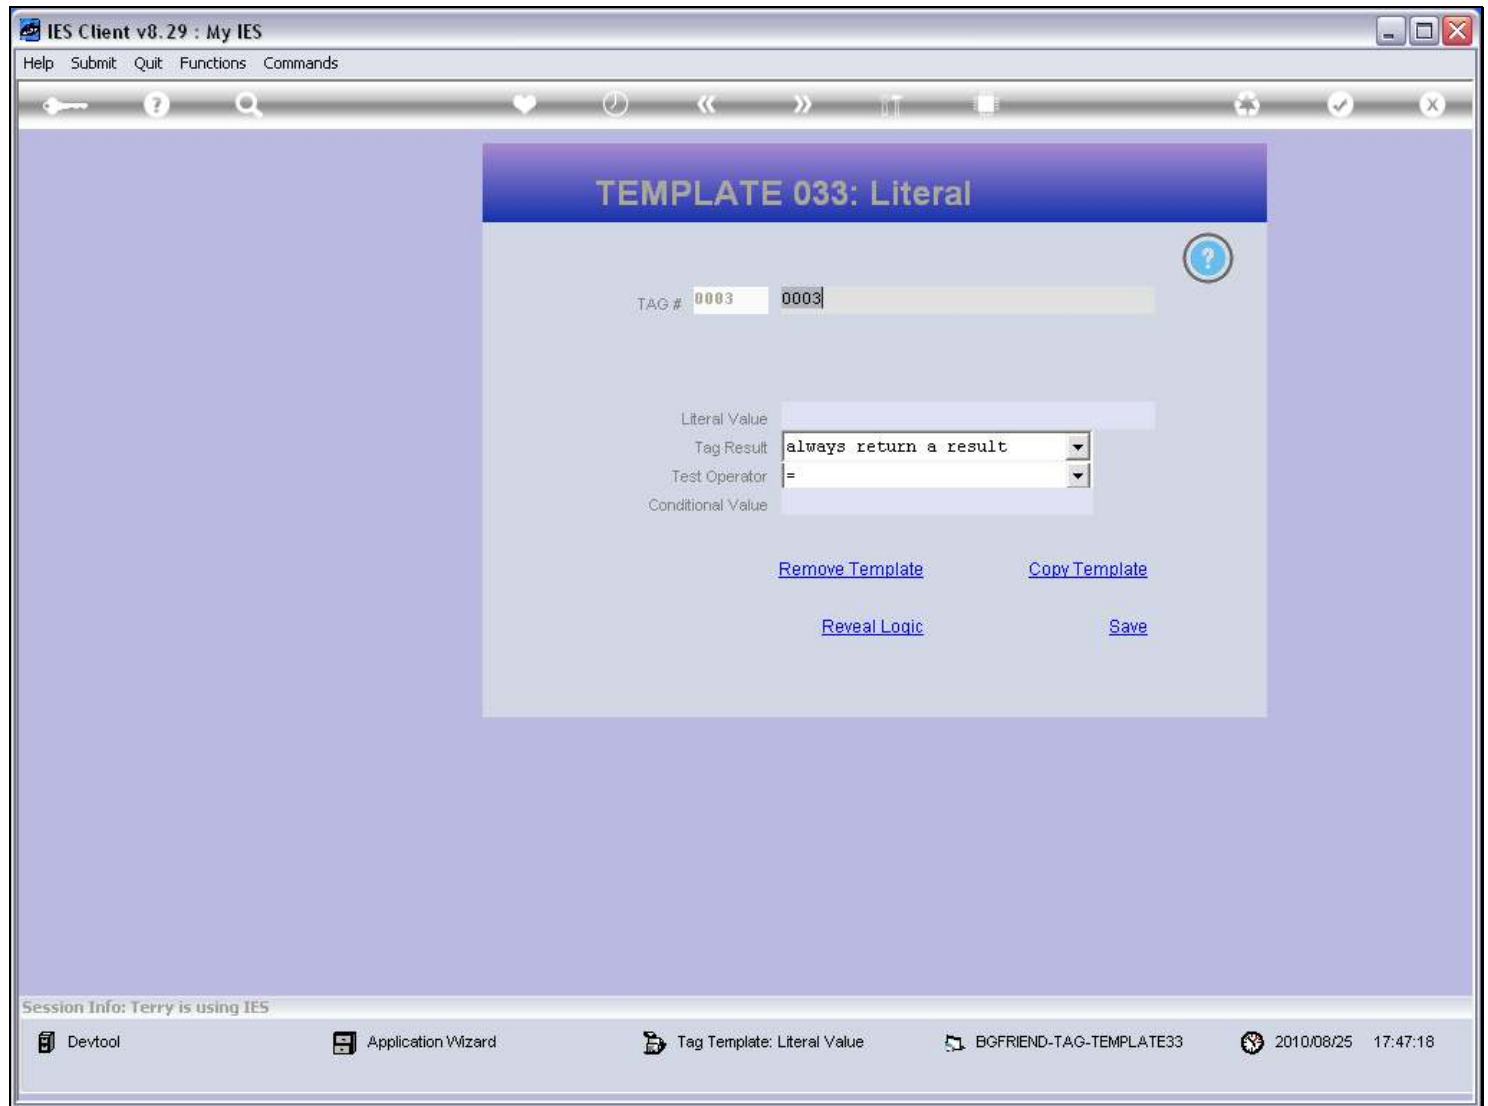 IES Client v8.29 : My IES
Help Submit Quit Functions Commands
TEMPLATE 033: Literal
TAG # 0003 0003
Literal Value
Tag Result always return a result
Test Operator =
Conditional Value
Remove Template Copy Template
Reveal Logic Save
Session Info: Terry is using IES
Devtool Application Wizard Tag Template: Literal Value BGFRIEND-TAG-TEMPLATE33 2010/08/25 17:47:18